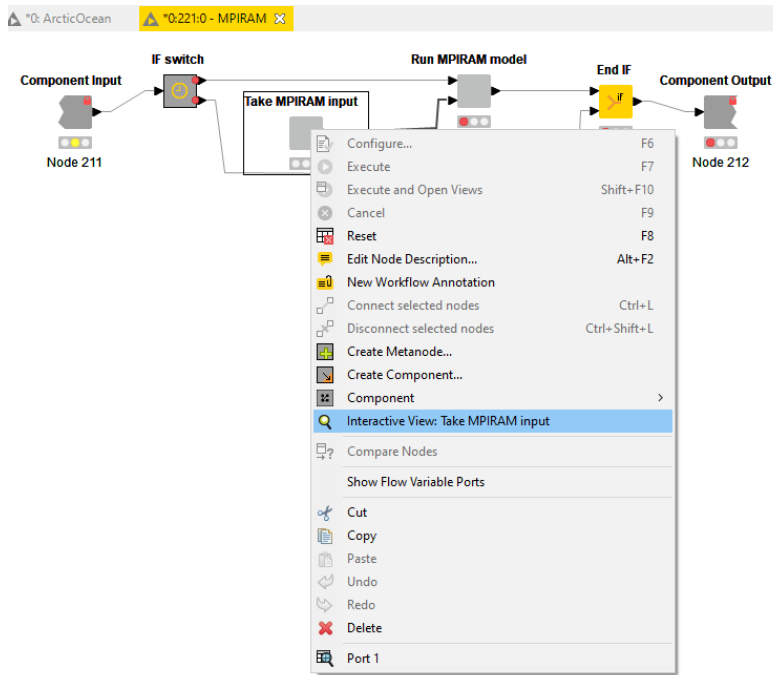 *0: ArcticOcean
*0:221:0 - MPIRAM
IF switch
Run MPIRAM model
End IF
Component Input
Component Output
Take MPIRAM input
if
Node 211
Node 212
Configure... F6
Execute F7
Execute and Open Views Shift+F10
Cancel F9
Reset F8
Edit Node Description... Alt+F2
New Workflow Annotation
Connect selected nodes Ctrl+L
Disconnect selected nodes Ctrl+Shift+L
Create Metanode...
Create Component...
Component
Interactive View: Take MPIRAM input
Compare Nodes
Show Flow Variable Ports
Cut
Copy
Paste
Undo
Redo
Delete
Port 1